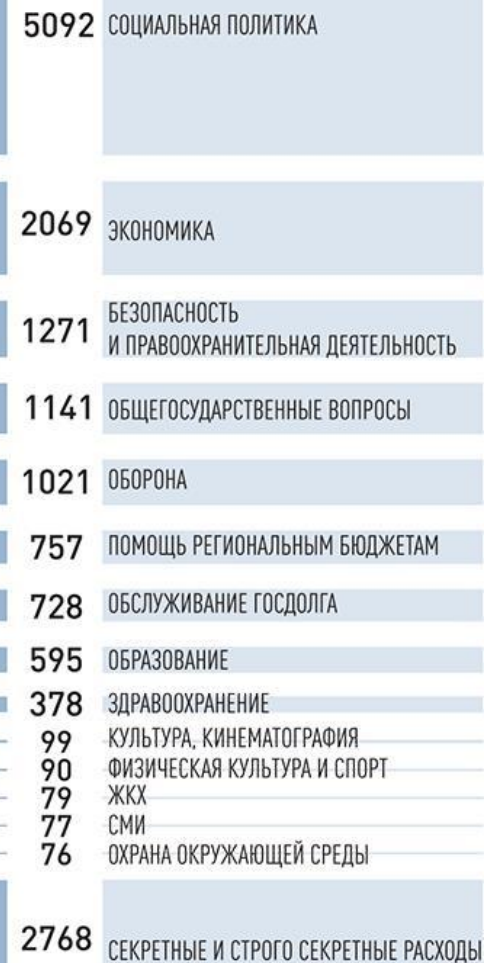 5092 СОЦИАЛЬНАЯ ПОЛИТИКА
2069 ЭКОНОМИКА
1271 БЕЗОПАСНОСТЬ
И ПРАВООХРАНИТЕЛЬНАЯ ДЕЯТЕЛЬНОСТЬ
1141 ОБЩЕГОСУДАРСТВЕННЫЕ ВОПРОСЫ
1021 ОБОРОНА
757 ПОМОЩЬ РЕГИОНАЛЬНЫМ БЮДЖЕТАМ
728 ОБСЛУЖИВАНИЕ ГОСДОЛГА
595 ОБРАЗОВАНИЕ
378 ЗДРАВООХРАНЕНИЕ
99 КУЛЬТУРА, КИНЕМАТОГРАФИЯ
90 ФИЗИЧЕСКАЯ КУЛЬТУРА И СПОРТ
79 ЖКХ
77 СМИ
76 ОХРАНА ОКРУЖАЮЩЕЙ СРЕДЫ
2768 СЕКРЕТНЫЕ И СТРОГО СЕКРЕТНЫЕ РАСХОДЫ